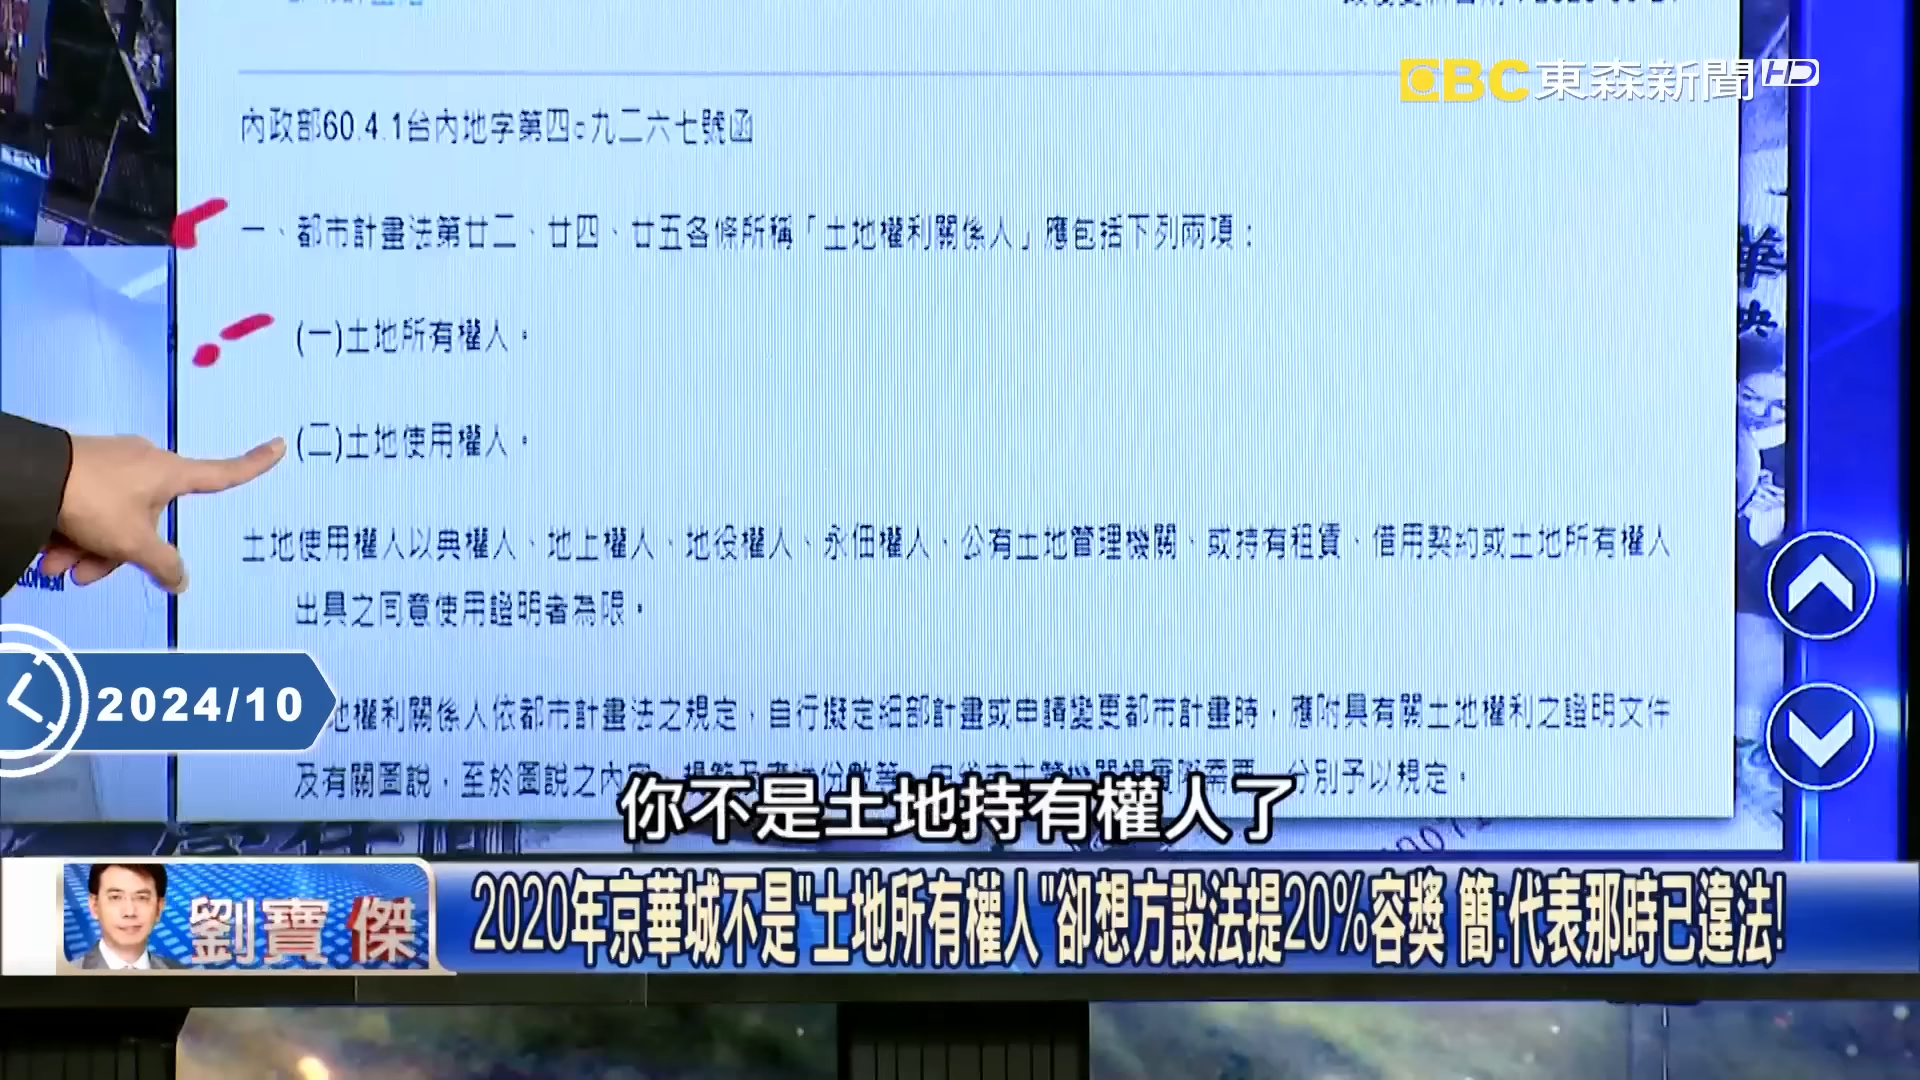 EBC東森新聞HD
內政部60.4.1台內地字第四○九二六七號函
一、都市計畫法第廿二、廿四、廿五各條所稱「土地權利關係人」應包括下列兩項：
(一)土地所有權人。
(二)土地使用權人。
土地使用權人以典權人、地上權人、地役權人、永佃權人、公有土地管理機關、或持有租賃、借用契約或土地所有權人
出具之同意使用證明者為限。
2024/10
地權利關係人依都市計畫法之規定，自行擬定細部計畫或申請變更都市計畫時，應附具有關土地權利之證明文件
及有關圖說，至於圖說之內容、 分別予以規定。
你不是土地持有權人了
劉寶傑
2020年京華城不是"土地所有權人"卻想方設法提20%容獎 簡:代表那時已違法!